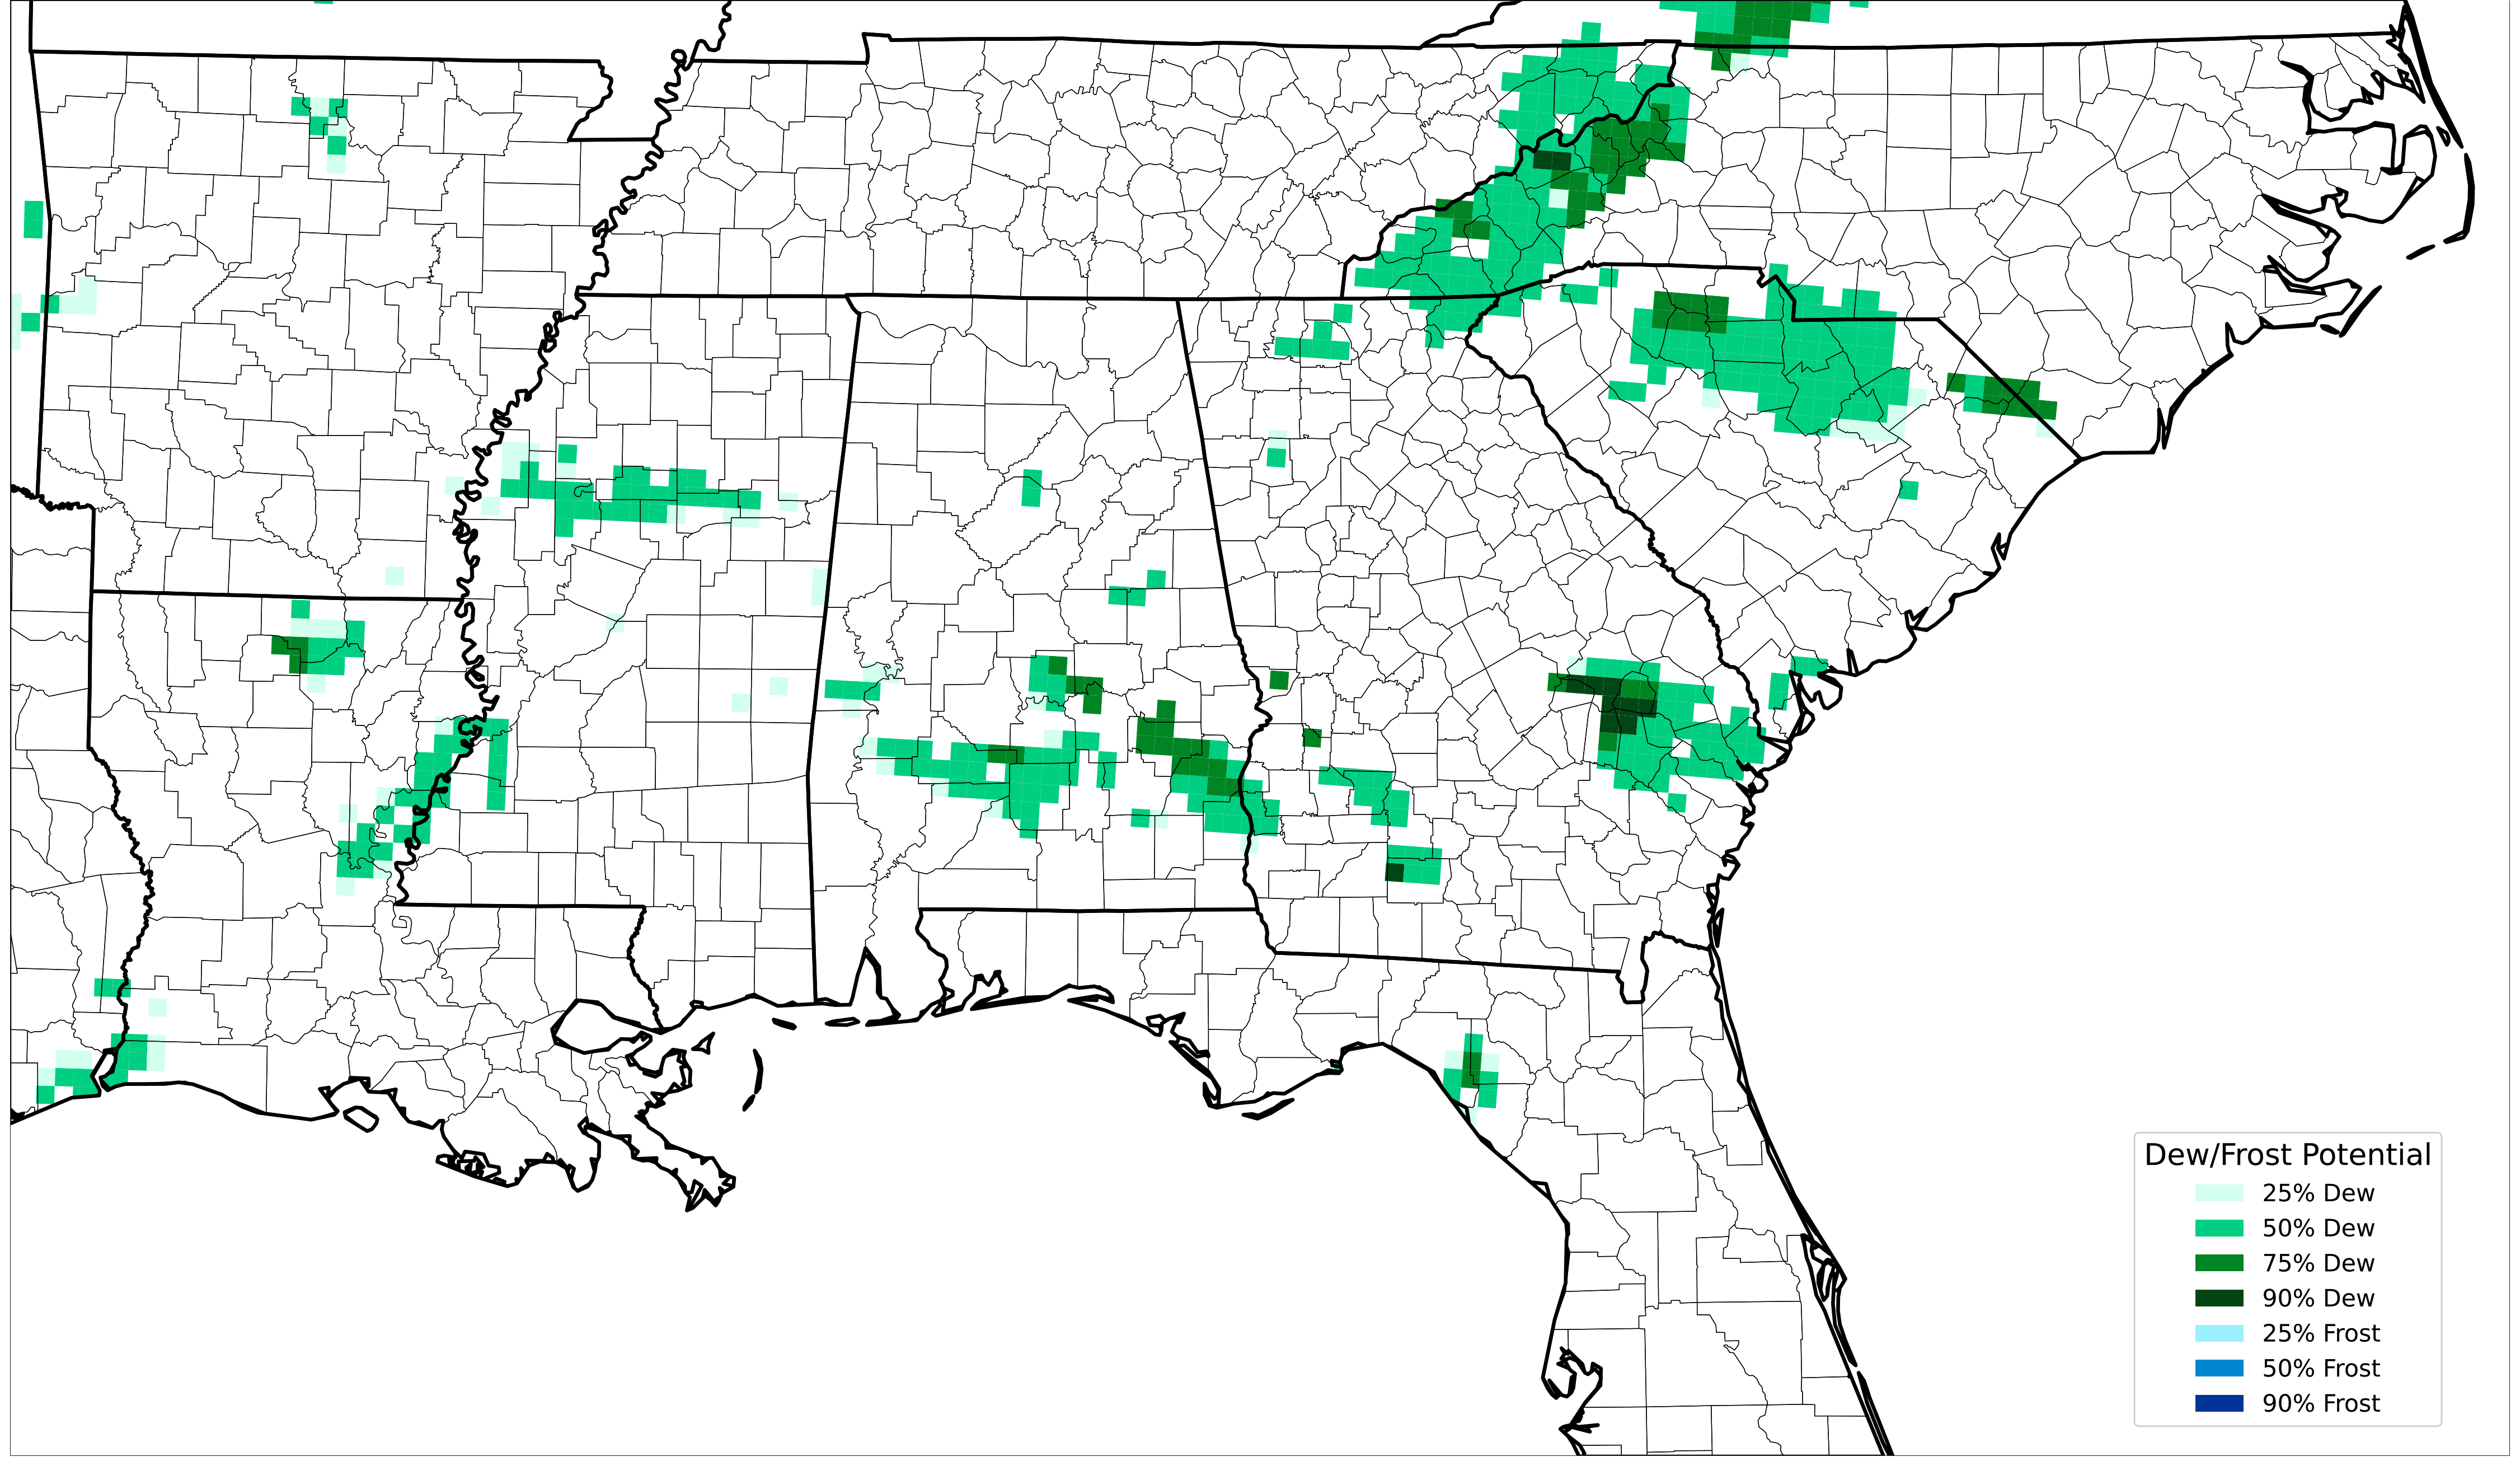 Dew/Frost Potential
25% Dew
50% Dew
75% Dew
90% Dew
25% Frost
50% Frost
90% Frost